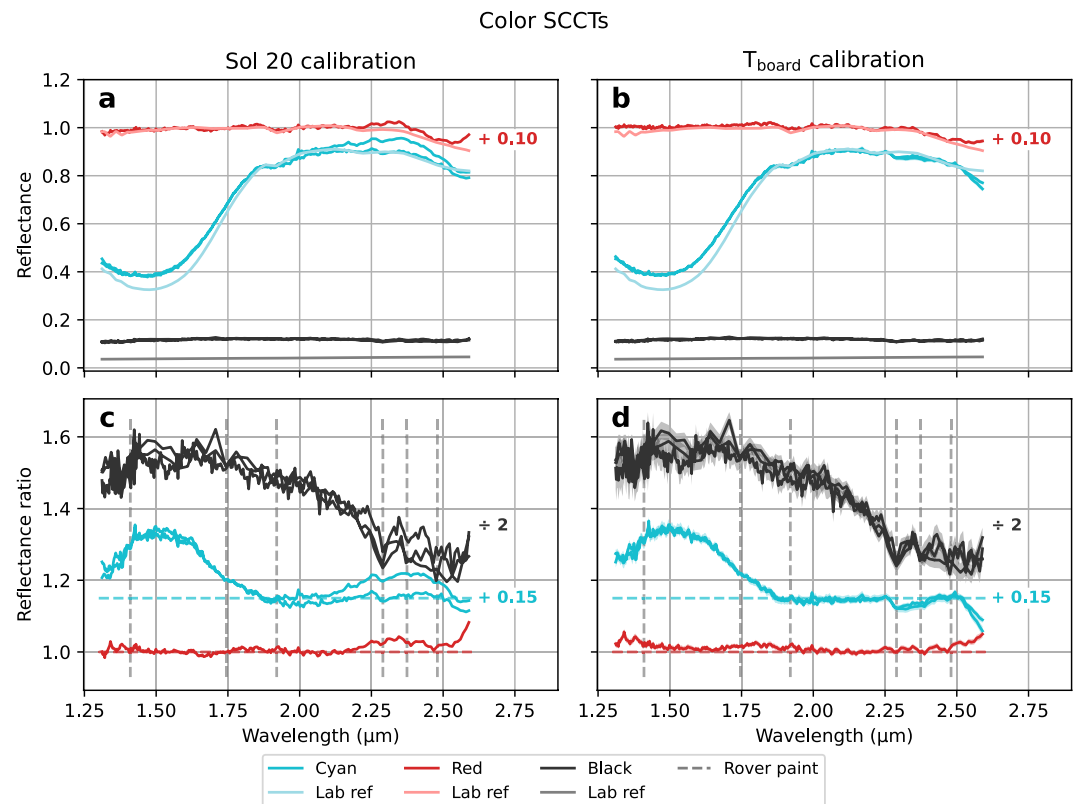 Color SCCTs
Sol 20 calibration
T_board calibration
a
b
Reflectance
1.2
1.0
0.8
0.6
0.4
0.2
0.0
+ 0.10
+ 0.10
c
d
Reflectance ratio
1.6
1.4
1.2
1.0
÷ 2
+ 0.15
÷ 2
+ 0.15
1.25 1.50 1.75 2.00 2.25 2.50 2.75
1.25 1.50 1.75 2.00 2.25 2.50 2.75
Wavelength (μm)
Wavelength (μm)
Cyan Red Black Rover paint
Lab ref Lab ref Lab ref